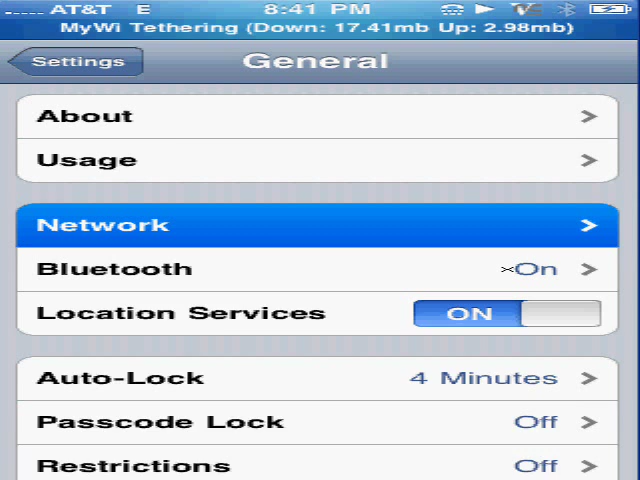 AT&T E 8:41 PM
MyWi Tethering (Down: 17.41mb Up: 2.98mb)
Settings General
About
Usage
Network
Bluetooth On
Location Services ON
Auto-Lock 4 Minutes
Passcode Lock Off
Restrictions Off